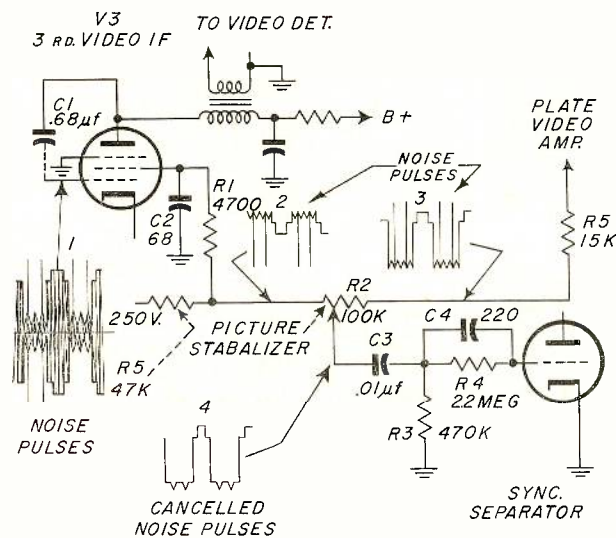 V3
3 RD. VIDEO IF
TO VIDEO DET.
C1
.68µf
B+
PLATE
VIDEO
AMP.
R1
4700
C2
68
NOISE
PULSES
1
2
3
R5
15K
250V.
PICTURE
STABALIZER
R2
100K
C3
.01µf
C4
220
R5
47K
R4
2.2 MEG
NOISE
PULSES
4
R3
470K
CANCELLED
NOISE PULSES
SYNC.
SEPARATOR